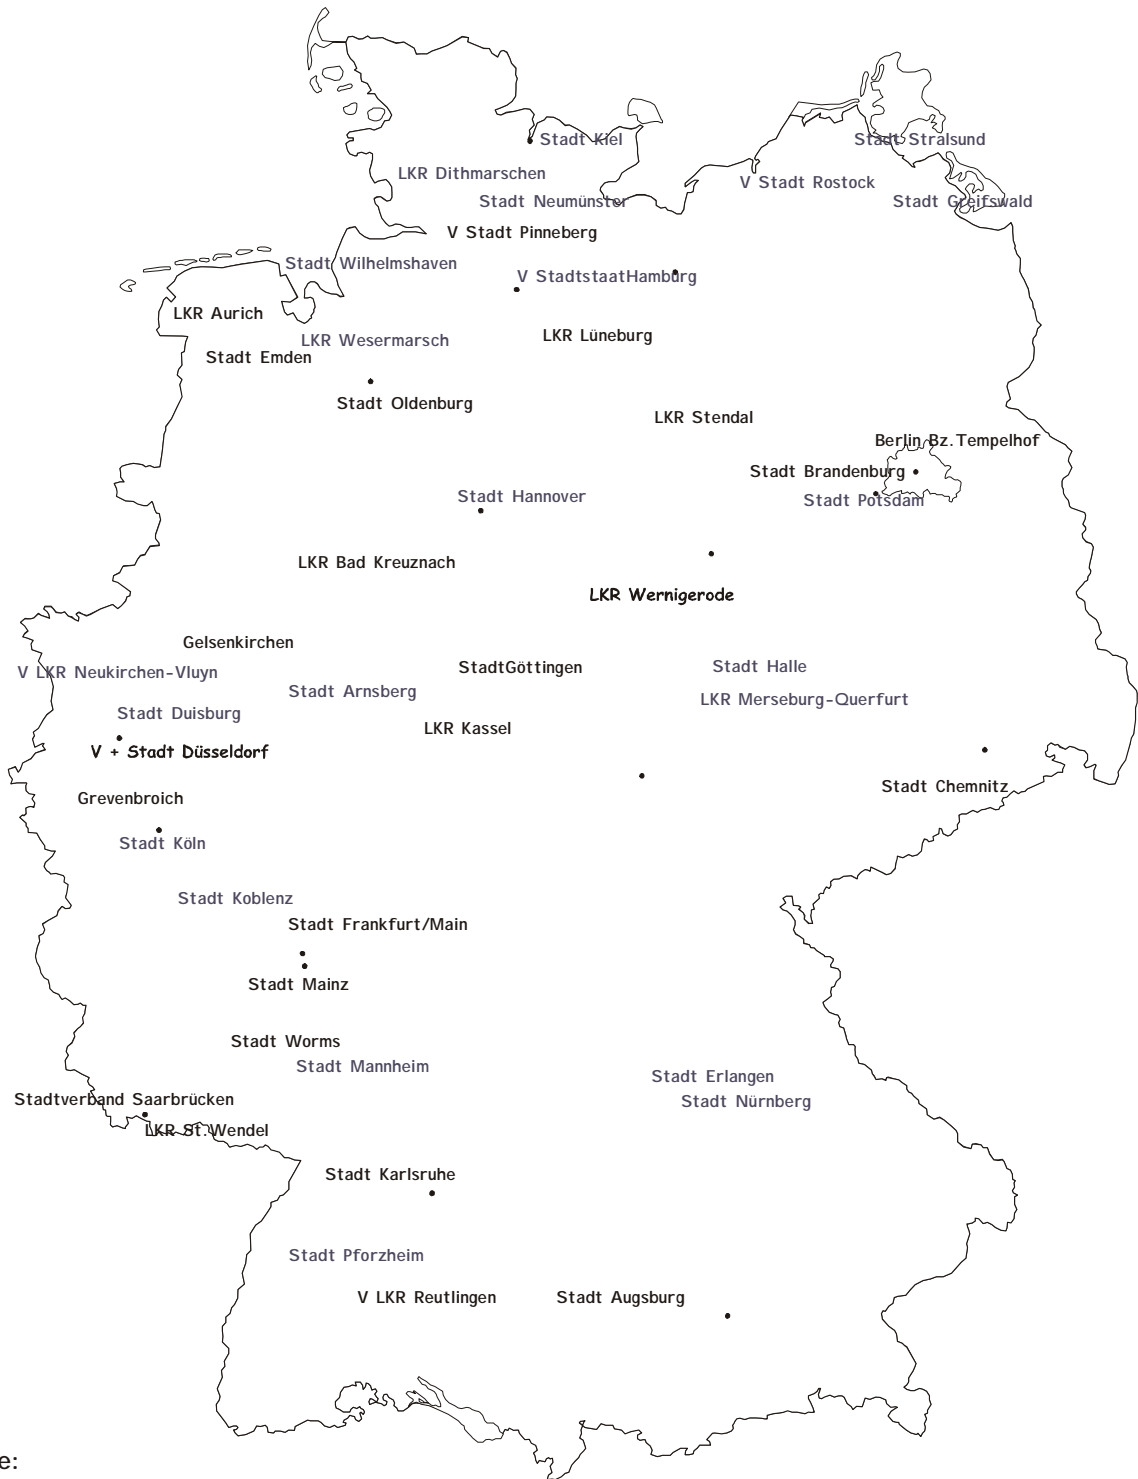 Stadt Kiel
Stadt Stralsund
LKR Dithmarschen
V Stadt Rostock
Stadt Neumünster
Stadt Greifswald
V Stadt Pinneberg
Stadt Wilhelmshaven
V StadtstaatHamburg
LKR Aurich
LKR Lüneburg
LKR Wesermarsch
Stadt Emden
Stadt Oldenburg
LKR Stendal
Berlin Bz.Tempelhof
Stadt Brandenburg
Stadt Hannover
Stadt Potsdam
LKR Bad Kreuznach
LKR Wernigerode
Gelsenkirchen
V LKR Neukirchen-Vluyn
StadtGöttingen
Stadt Halle
Stadt Arnsberg
LKR Merseburg-Querfurt
Stadt Duisburg
LKR Kassel
V + Stadt Düsseldorf
Stadt Chemnitz
Grevenbroich
Stadt Köln
Stadt Koblenz
Stadt Frankfurt/Main
Stadt Mainz
Stadt Worms
Stadt Mannheim
Stadt Erlangen
Stadtverband Saarbrücken
Stadt Nürnberg
LKR St.Wendel
Stadt Karlsruhe
Stadt Pforzheim
V LKR Reutlingen
Stadt Augsburg
e: